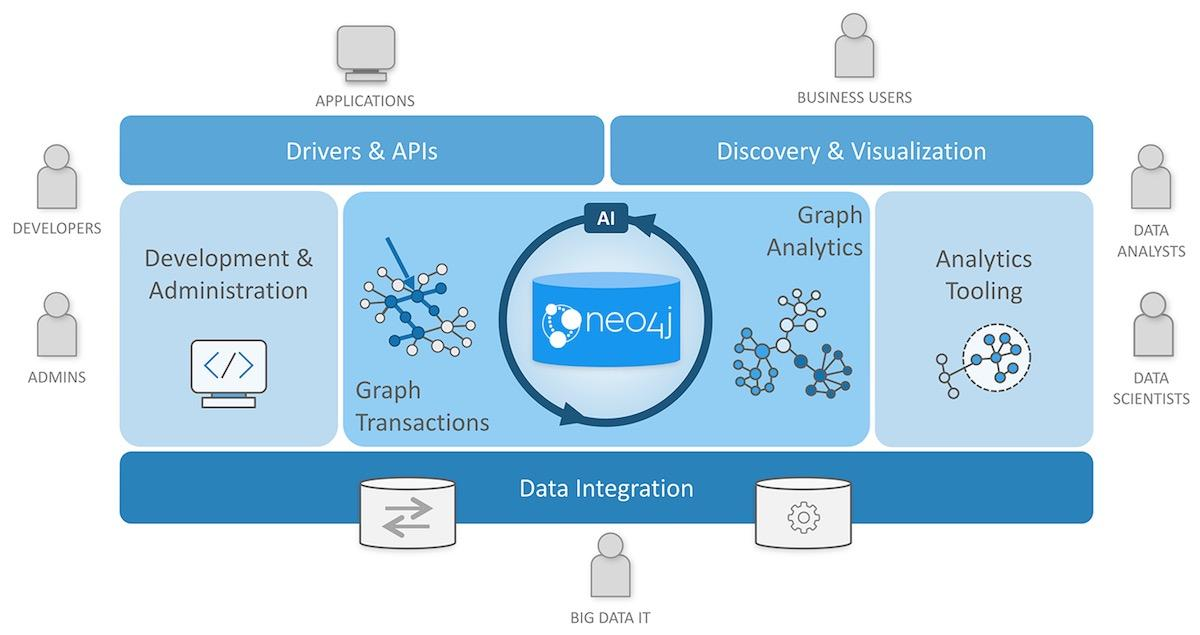 APPLICATIONS
BUSINESS USERS
Drivers & APIs
Discovery & Visualization
DEVELOPERS
ADMINS
Development &
Administration
</>
Graph
Transactions
AI
neo4j
Graph
Analytics
Analytics
Tooling
DATA
ANALYSTS
DATA
SCIENTISTS
Data Integration
BIG DATA IT